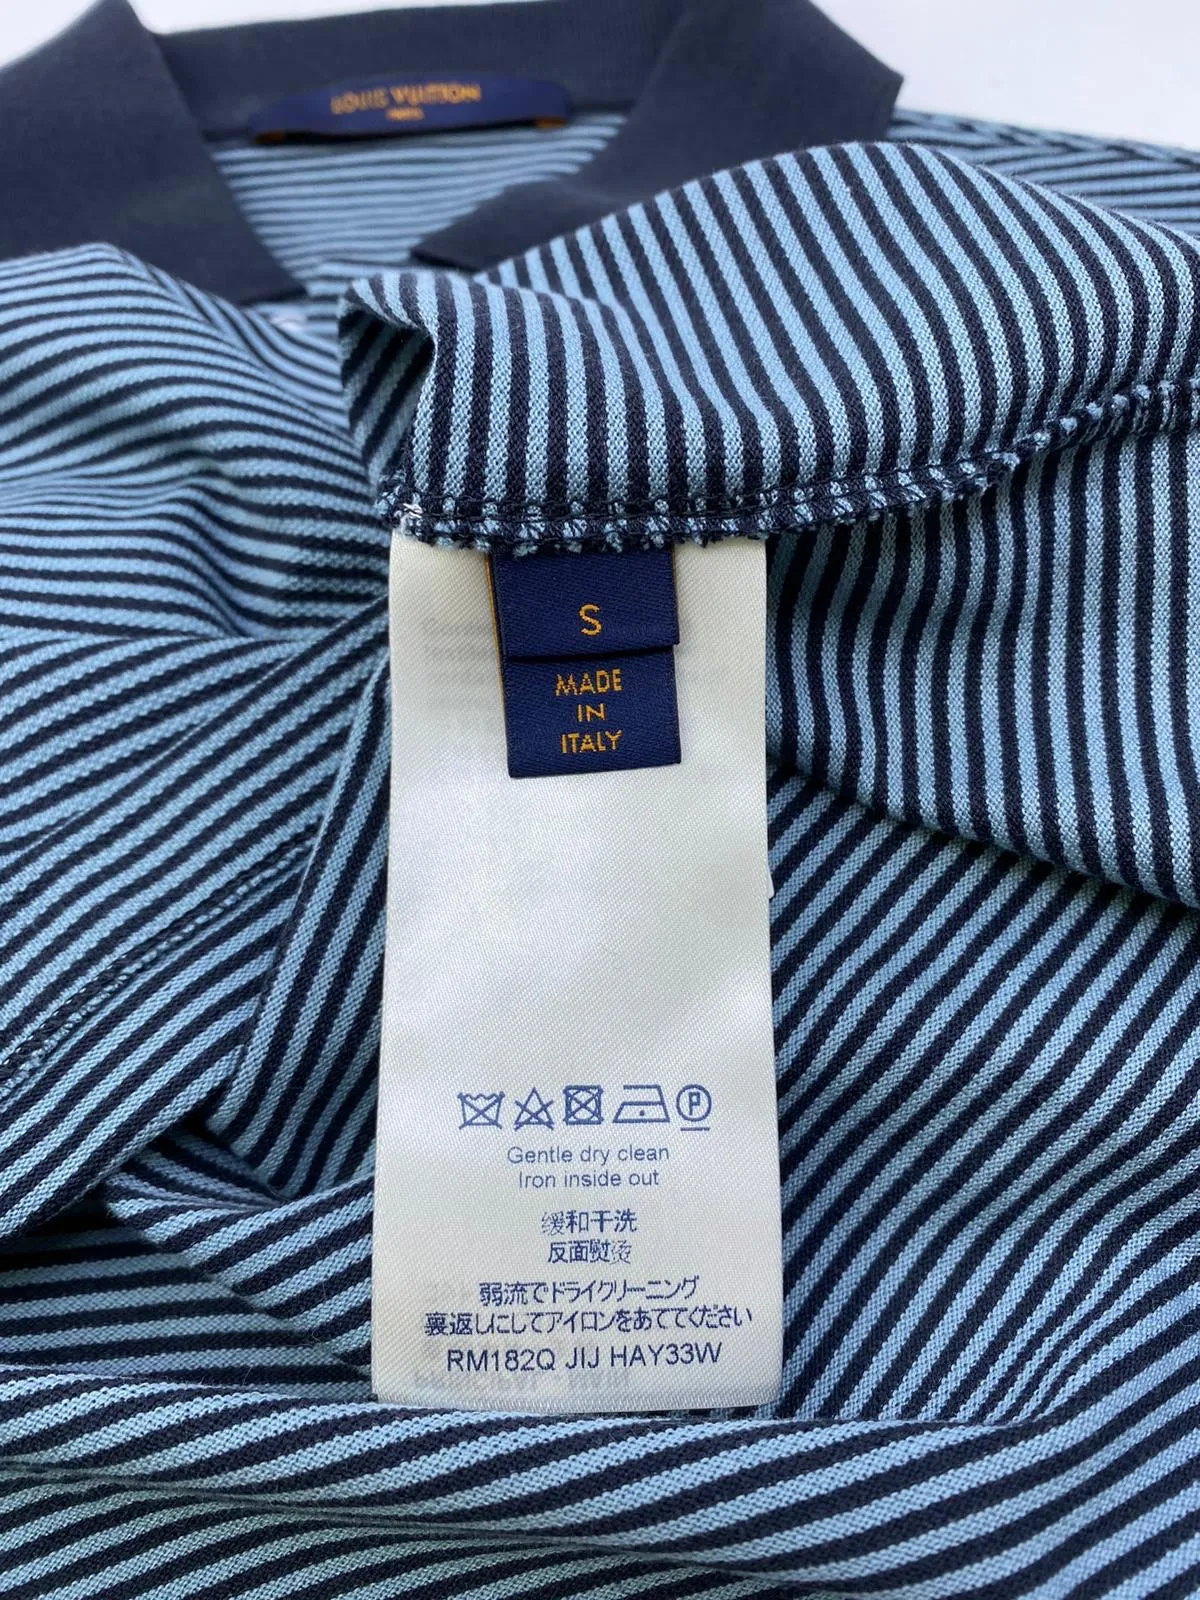 LOUIS VUITTON
PARIS
S
MADE
IN
ITALY
Gentle dry clean
Iron inside out
缓和干洗
反面熨烫
弱流でドライクリーニング
裏返しにしてアイロンをあててください
RM182Q JIJ HAY33W